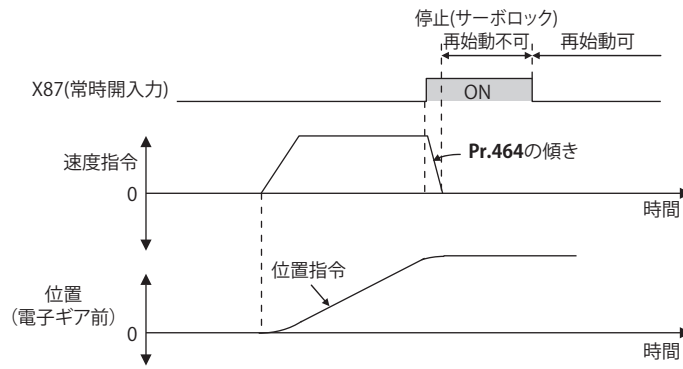 停止(サーボロック)
再始動不可
再始動可
X87(常時開入力)
ON
速度指令
Pr.464の傾き
0
時間
位置指令
位置
(電子ギア前)
0
時間